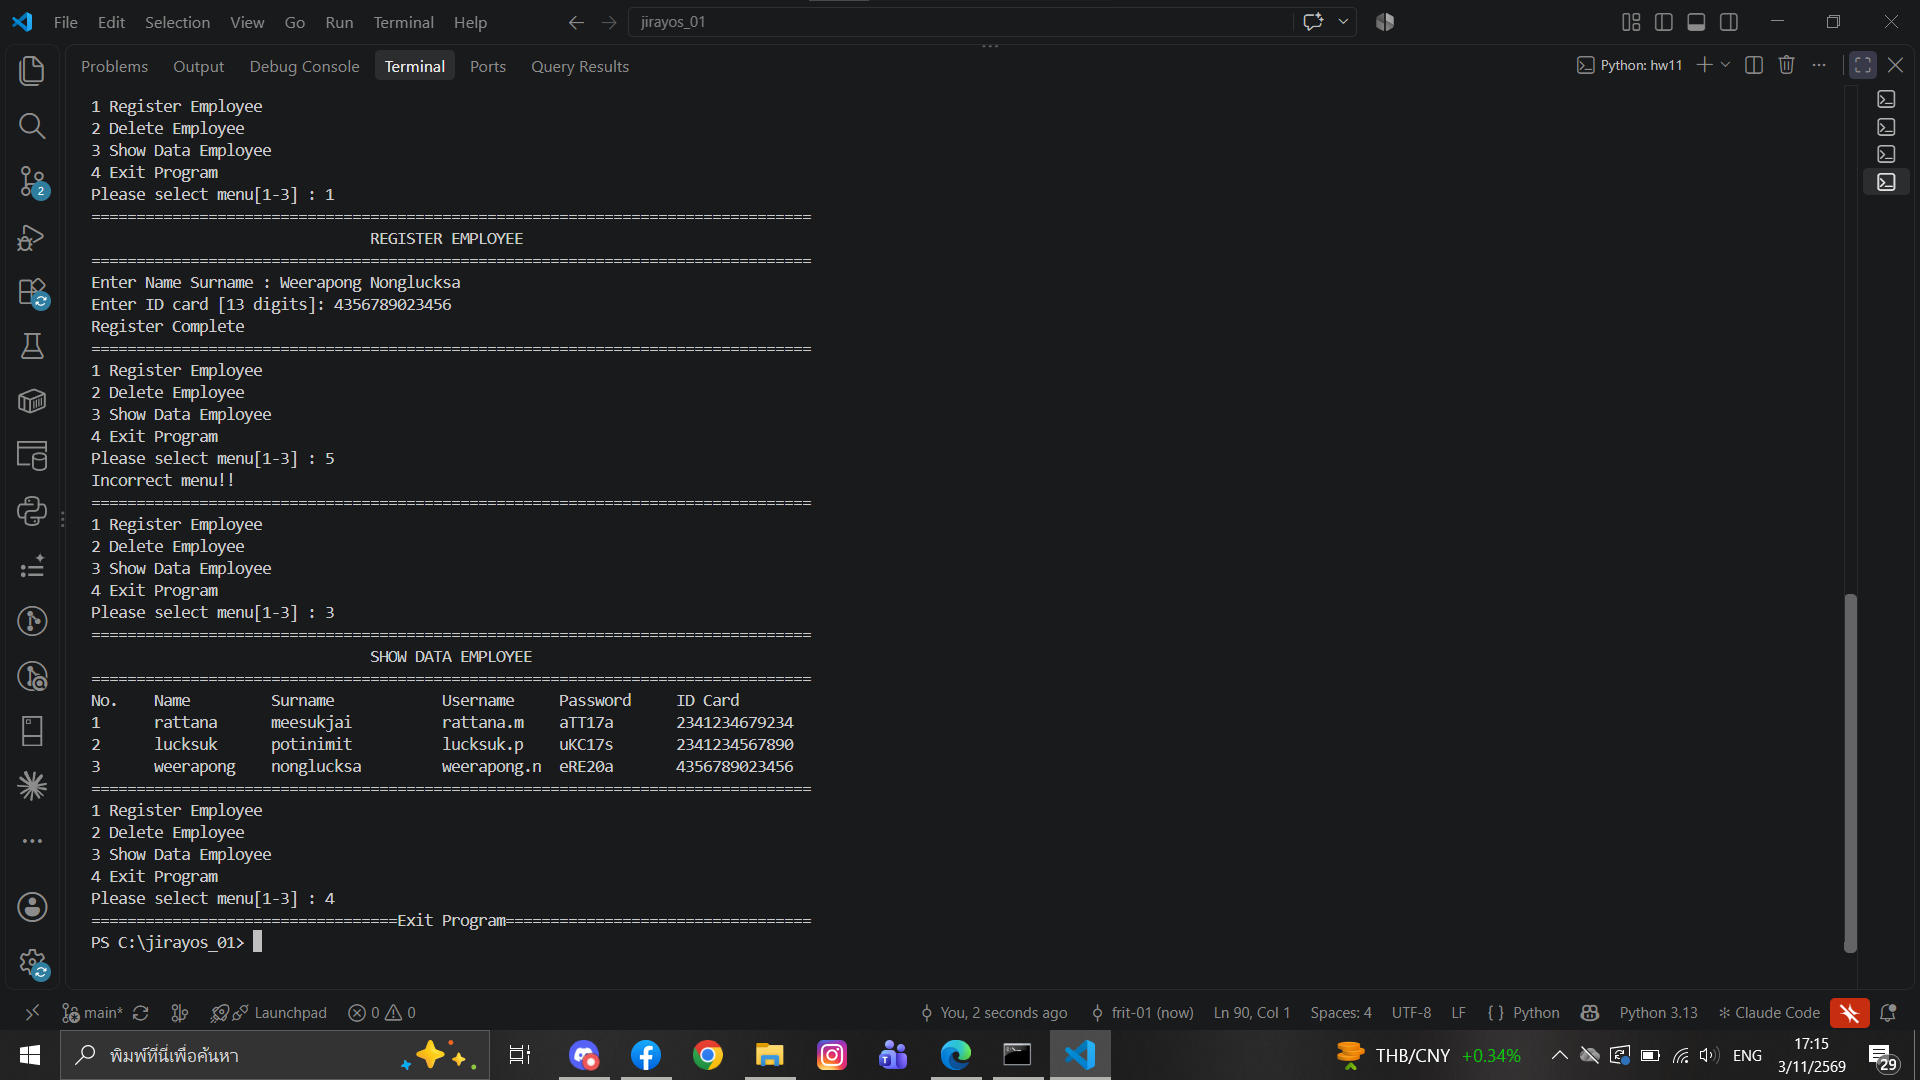 File Edit Selection View Go Run Terminal Help
jirayos_01
Problems Output Debug Console Terminal Ports Query Results
Python: hw11
1 Register Employee
2 Delete Employee
3 Show Data Employee
4 Exit Program
Please select menu[1-3] : 1
================================================================================
REGISTER EMPLOYEE
================================================================================
Enter Name Surname : Weerapong Nonglucksa
Enter ID card [13 digits]: 4356789023456
Register Complete
================================================================================
1 Register Employee
2 Delete Employee
3 Show Data Employee
4 Exit Program
Please select menu[1-3] : 5
Incorrect menu!!
================================================================================
1 Register Employee
2 Delete Employee
3 Show Data Employee
4 Exit Program
Please select menu[1-3] : 3
================================================================================
SHOW DATA EMPLOYEE
================================================================================
No. Name Surname Username Password ID Card
1 rattana meesukjai rattana.m aTT17a 2341234679234
2 lucksuk potinimit lucksuk.p uKC17s 2341234567890
3 weerapong nonglucksa weerapong.n eRE20a 4356789023456
================================================================================
1 Register Employee
2 Delete Employee
3 Show Data Employee
4 Exit Program
Please select menu[1-3] : 4
==================================Exit Program==================================
PS C:\jirayos_01>
2
main* Launchpad 0 0 You, 2 seconds ago frit-01 (now) Ln 90, Col 1 Spaces: 4 UTF-8 LF { } Python Python 3.13 Claude Code
พิมพ์ที่นี่เพื่อค้นหา
THB/CNY +0.34% ENG 17:15
3/11/2569
29